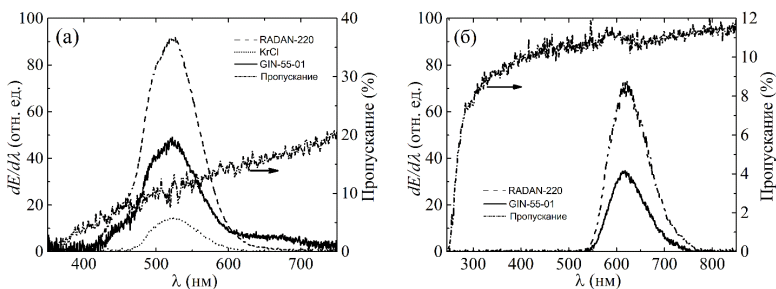 (а)
RADAN-220
KrCl
GIN-55-01
Пропускание
100
80
60
40
20
0
dE/dλ (отн. ед.)
40
30
20
10
0
Пропускание (%)
400 500 600 700
λ (нм)
(б)
RADAN-220
GIN-55-01
Пропускание
100
80
60
40
20
0
dE/dλ (отн. ед.)
12
10
8
6
4
2
0
Пропускание (%)
300 400 500 600 700 800
λ (нм)